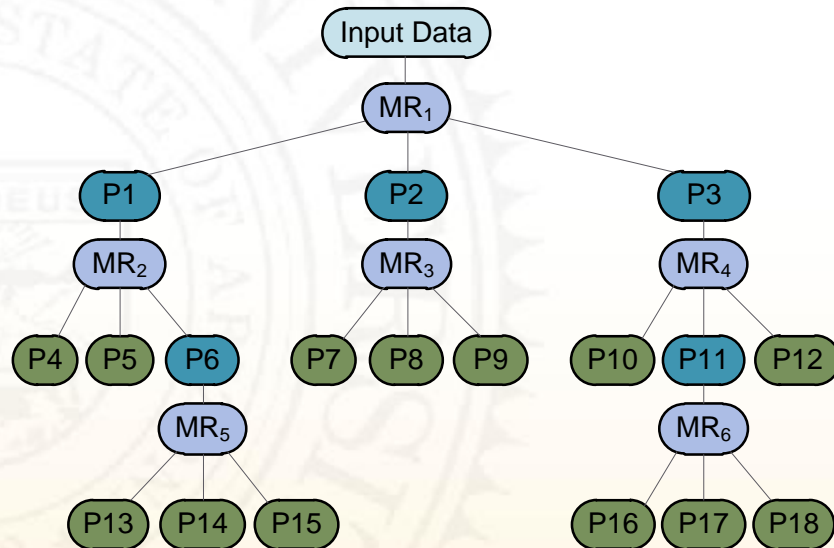 Input Data
MR₁
P1 P2 P3
MR₂ MR₃ MR₄
P4 P5 P6 P7 P8 P9 P10 P11 P12
MR₅ MR₆
P13 P14 P15 P16 P17 P18